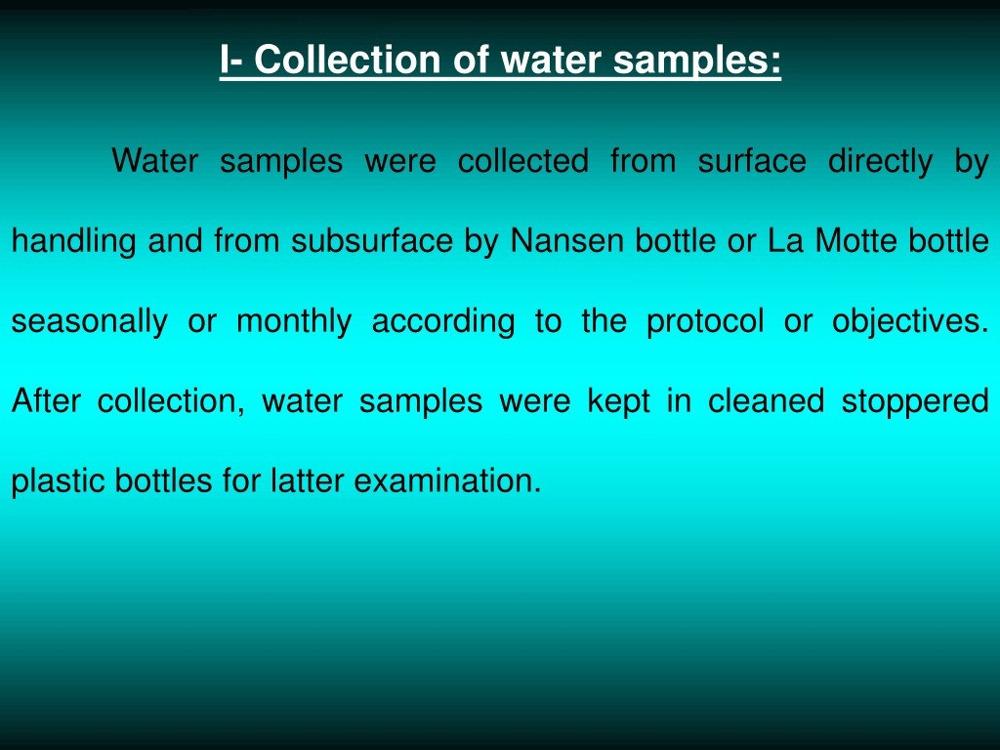 I- Collection of water samples:
Water samples were collected from surface directly by
handling and from subsurface by Nansen bottle or La Motte bottle
seasonally or monthly according to the protocol or objectives.
After collection, water samples were kept in cleaned stoppered
plastic bottles for latter examination.